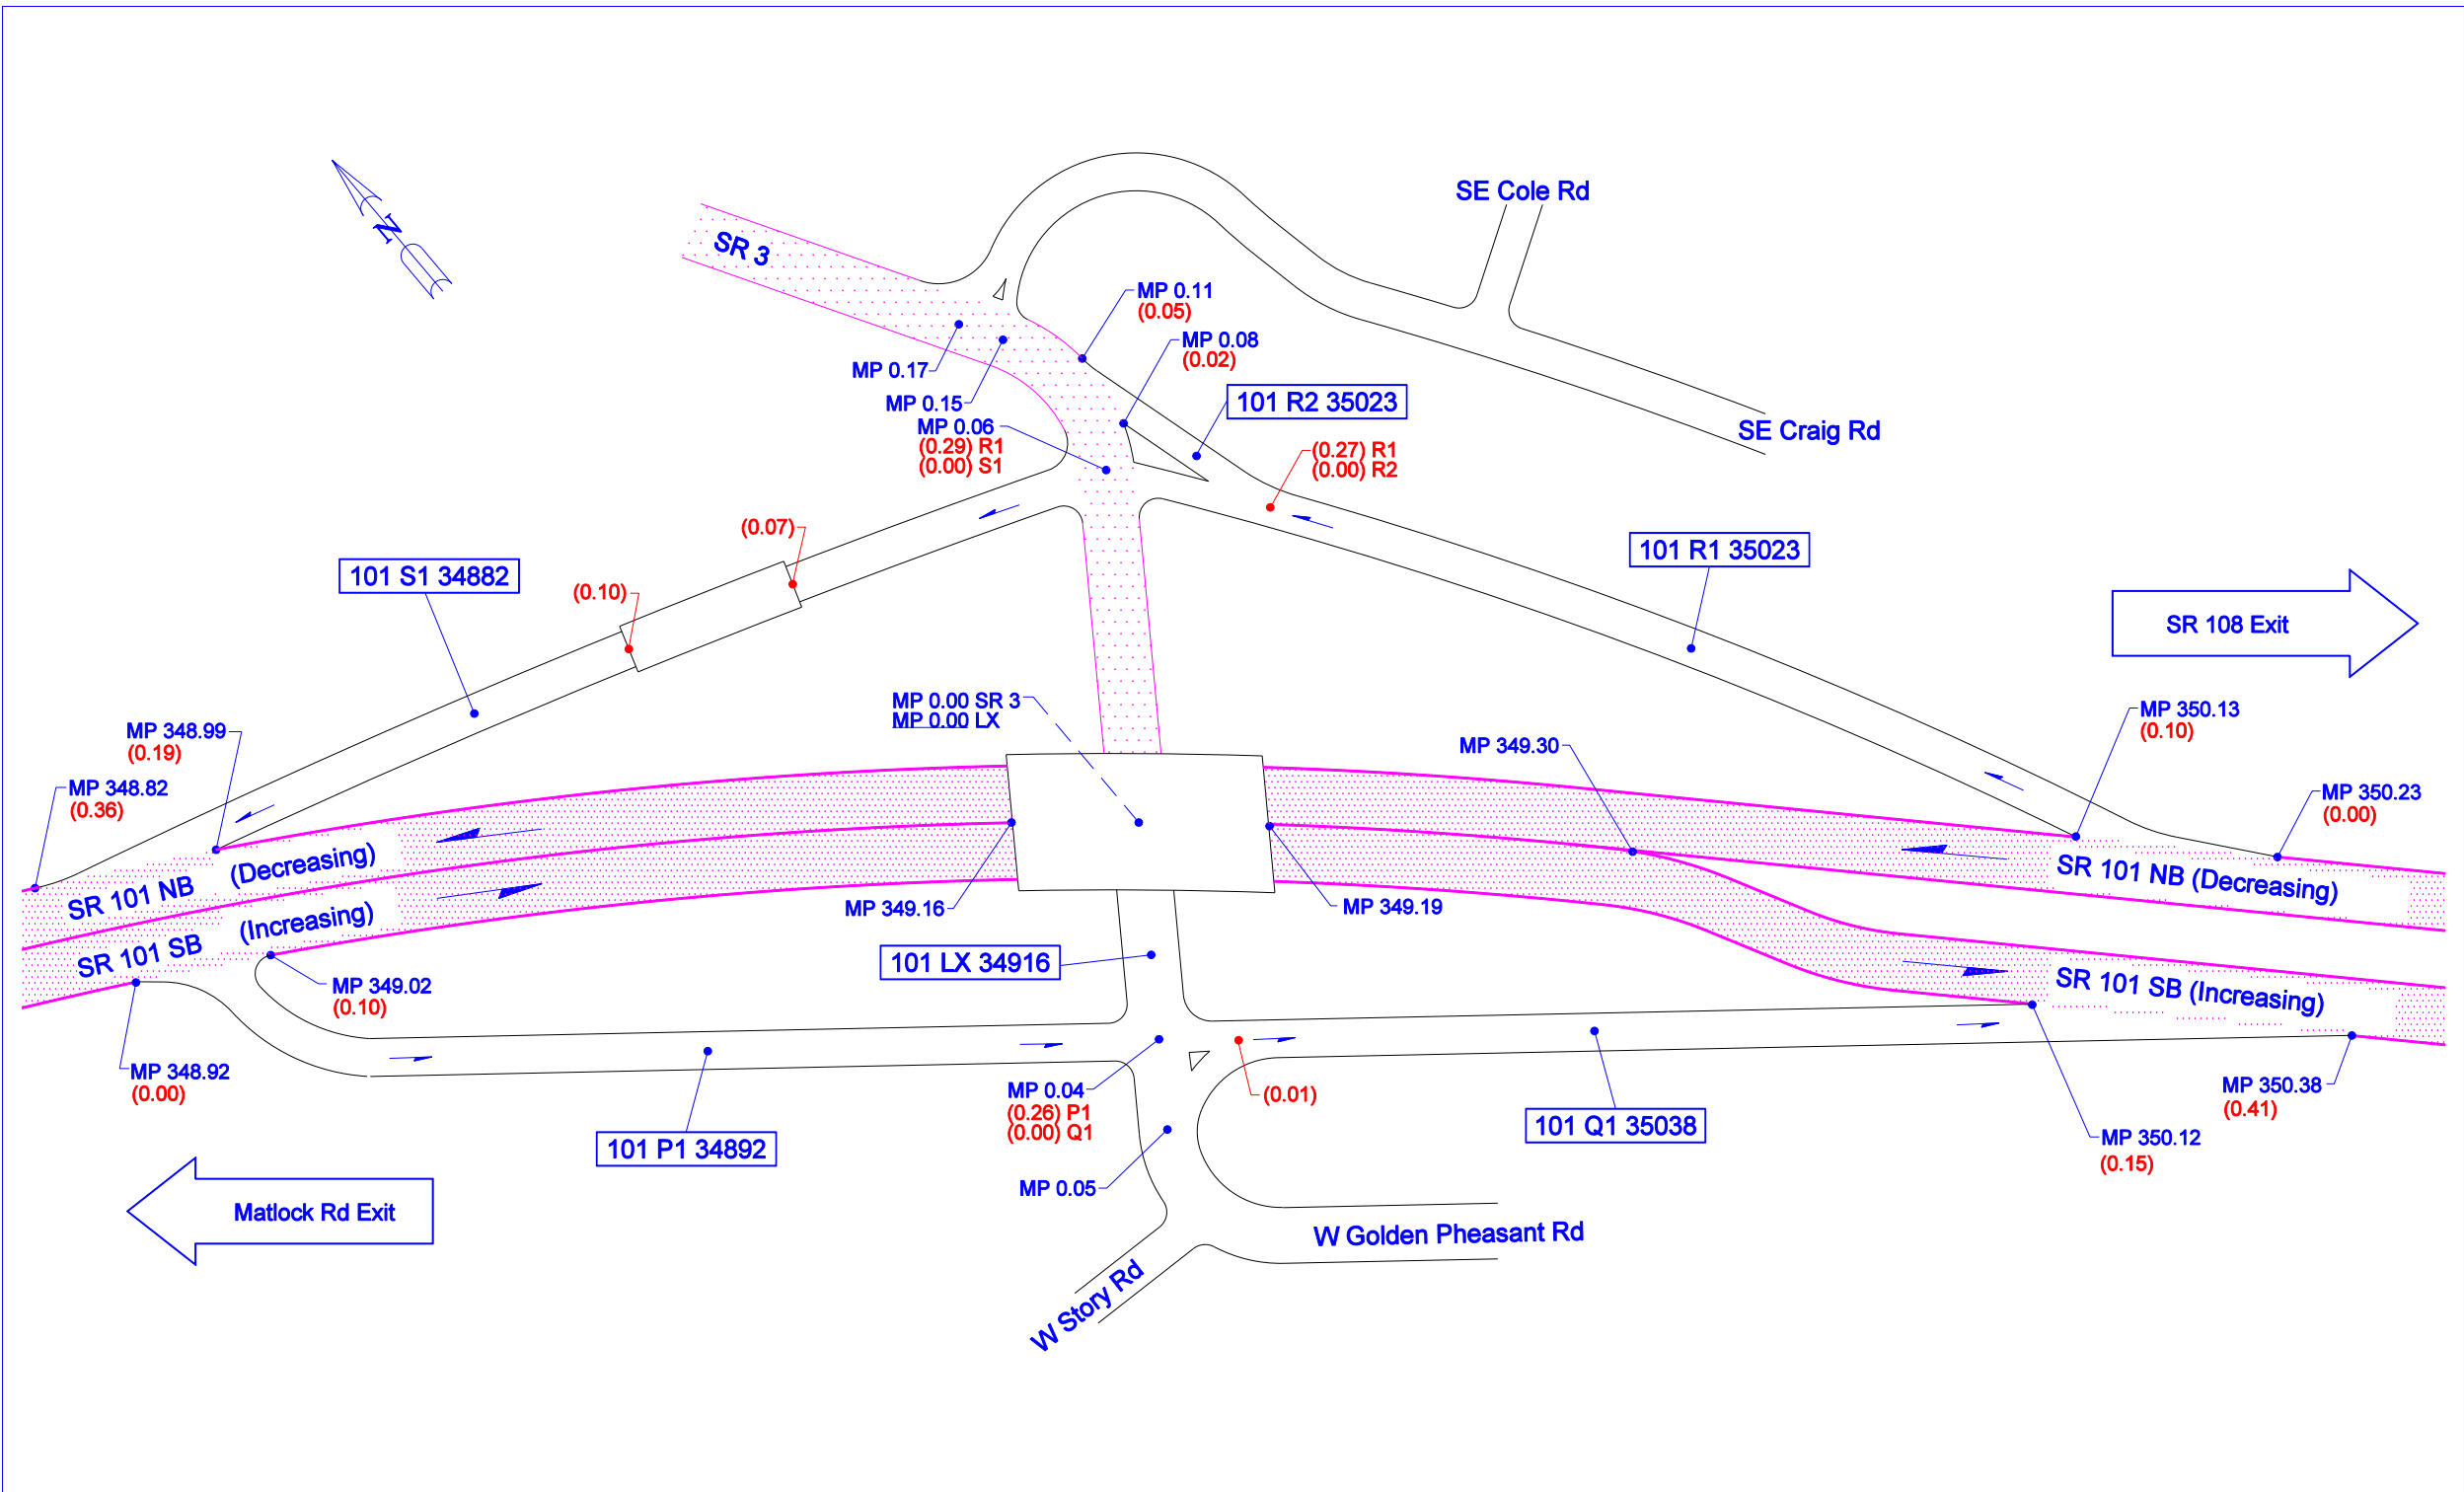 SE Cole Rd
N
SR 3
MP 0.11
(0.05)
MP 0.08
(0.02)
MP 0.17
MP 0.15
101 R2 35023
MP 0.06
(0.29) R1
(0.00) S1
SE Craig Rd
(0.27) R1
(0.00) R2
(0.07)
101 R1 35023
101 S1 34882
(0.10)
SR 108 Exit
MP 0.00 SR 3
MP 0.00 LX
MP 350.13
(0.10)
MP 348.99
(0.19)
MP 349.30
MP 348.82
(0.36)
MP 350.23
(0.00)
SR 101 NB (Decreasing)
SR 101 NB (Decreasing)
MP 349.16
MP 349.19
SR 101 SB (Increasing)
101 LX 34916
SR 101 SB (Increasing)
MP 349.02
(0.10)
MP 348.92
(0.00)
MP 0.04
(0.26) P1
(0.00) Q1
(0.01)
MP 350.38
(0.41)
101 Q1 35038
101 P1 34892
MP 350.12
(0.15)
MP 0.05
Matlock Rd Exit
W Golden Pheasant Rd
W Story Rd